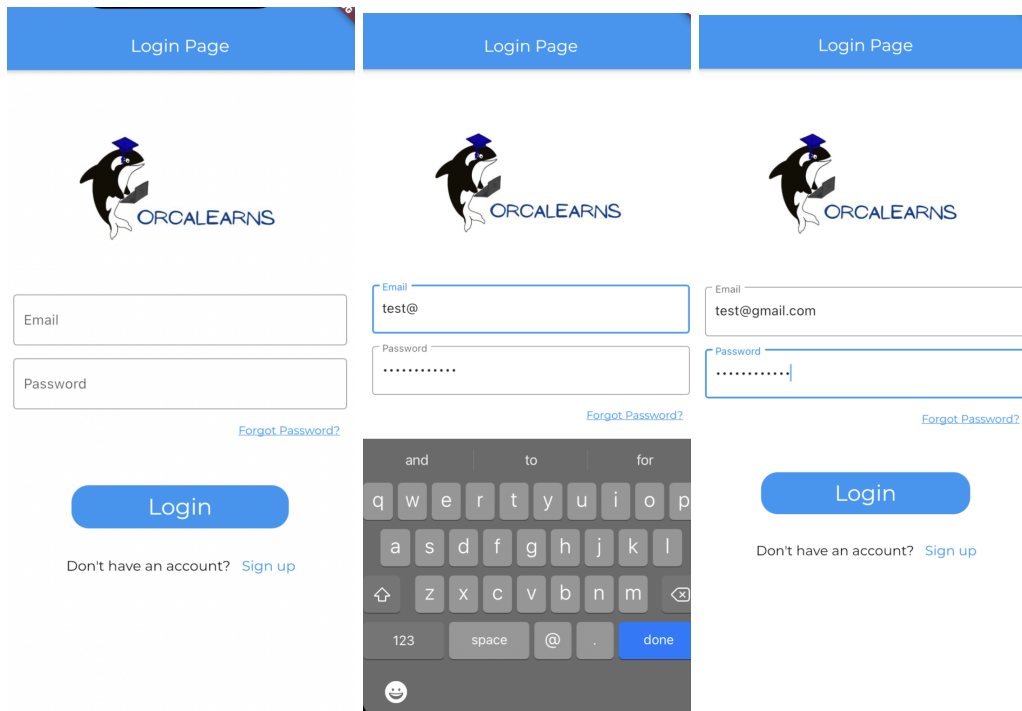 Login Page
ORCALEARNS
Email
Password
Forgot Password?
Login
Don't have an account? Sign up
Login Page
ORCALEARNS
Email
test@
Password
••••••••••••
Forgot Password?
and to for
q w e r t y u i o p
a s d f g h j k l
z x c v b n m
123 space @ . done
Login Page
ORCALEARNS
Email
test@gmail.com
Password
••••••••••••
Forgot Password?
Login
Don't have an account? Sign up